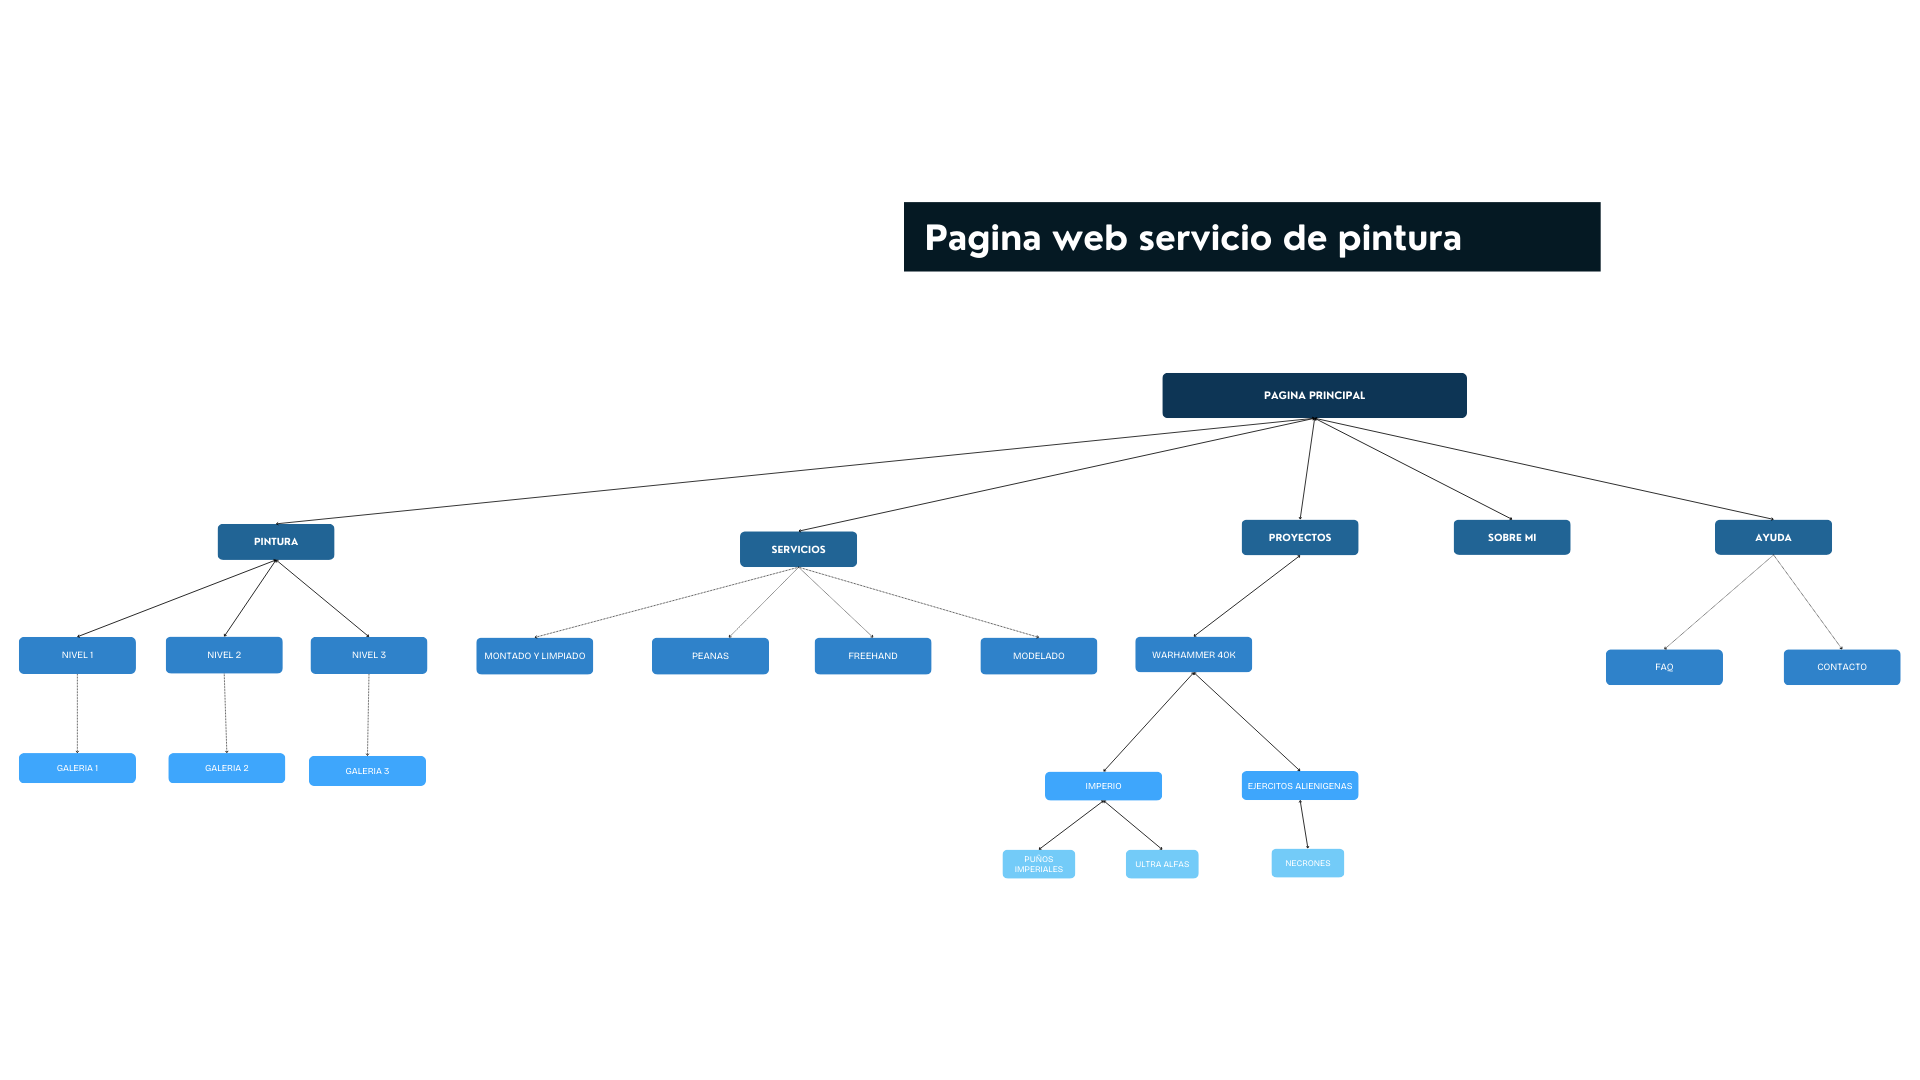 Pagina web servicio de pintura
PAGINA PRINCIPAL
PINTURA
SERVICIOS
PROYECTOS
SOBRE MI
AYUDA
NIVEL 1
NIVEL 2
NIVEL 3
MONTADO Y LIMPIADO
PEANAS
FREEHAND
MODELADO
WARHAMMER 40K
FAQ
CONTACTO
GALERIA 1
GALERIA 2
GALERIA 3
IMPERIO
EJERCITOS ALIENIGENAS
PUÑOS
IMPERIALES
ULTRA ALFAS
NECRONES